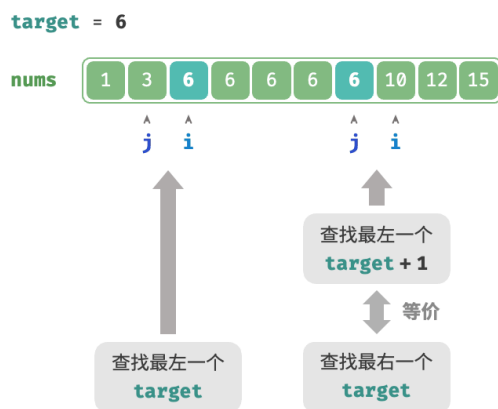 target = 6
nums 1 3 6 6 6 6 6 10 12 15
j i j i
查找最左一个
target + 1
等价
查找最左一个
target
查找最右一个
target